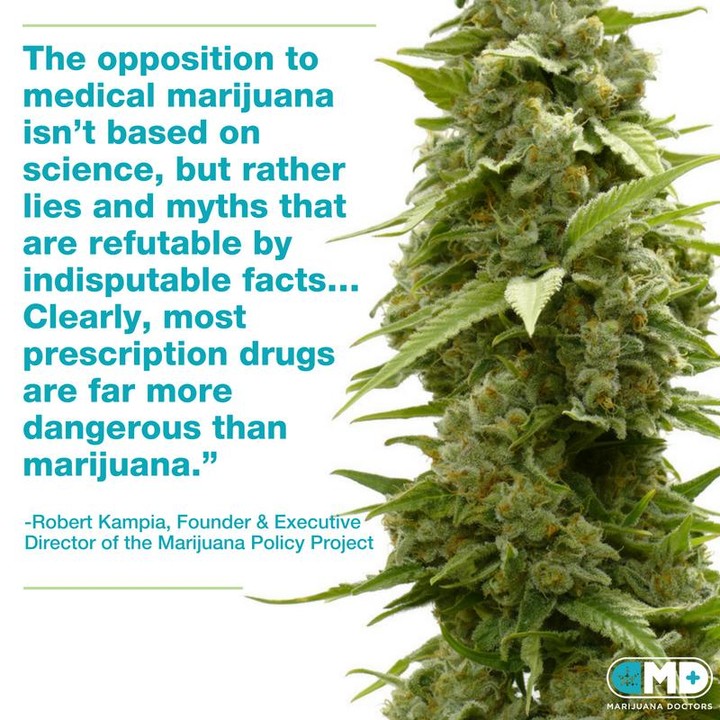 The opposition to
medical marijuana
isn’t based on
science, but rather
lies and myths that
are refutable by
indisputable facts...
Clearly, most
prescription drugs
are far more
dangerous than
marijuana.”
-Robert Kampia, Founder & Executive
Director of the Marijuana Policy Project
MD
MARIJUANA DOCTORS